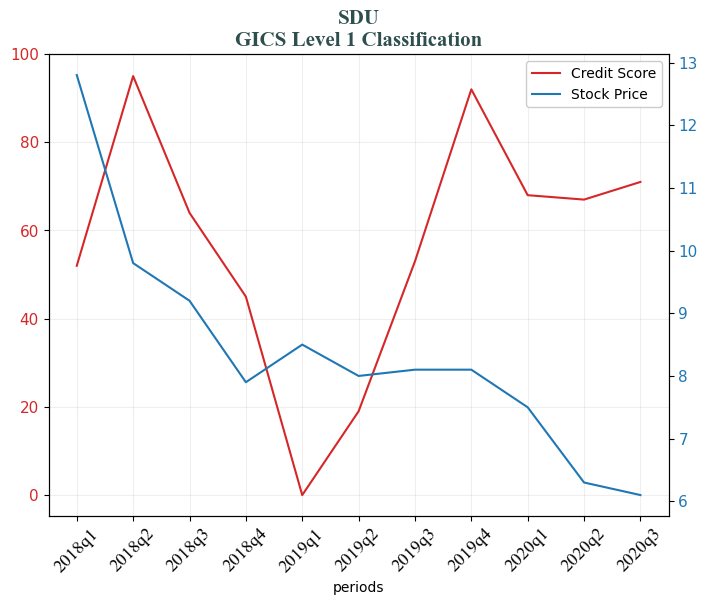 SDU
GICS Level 1 Classification
100
80
60
40
20
0
13
12
11
10
9
8
7
6
Credit Score
Stock Price
2018q1
2018q2
2018q3
2018q4
2019q1
2019q2
2019q3
2019q4
2020q1
2020q2
2020q3
periods